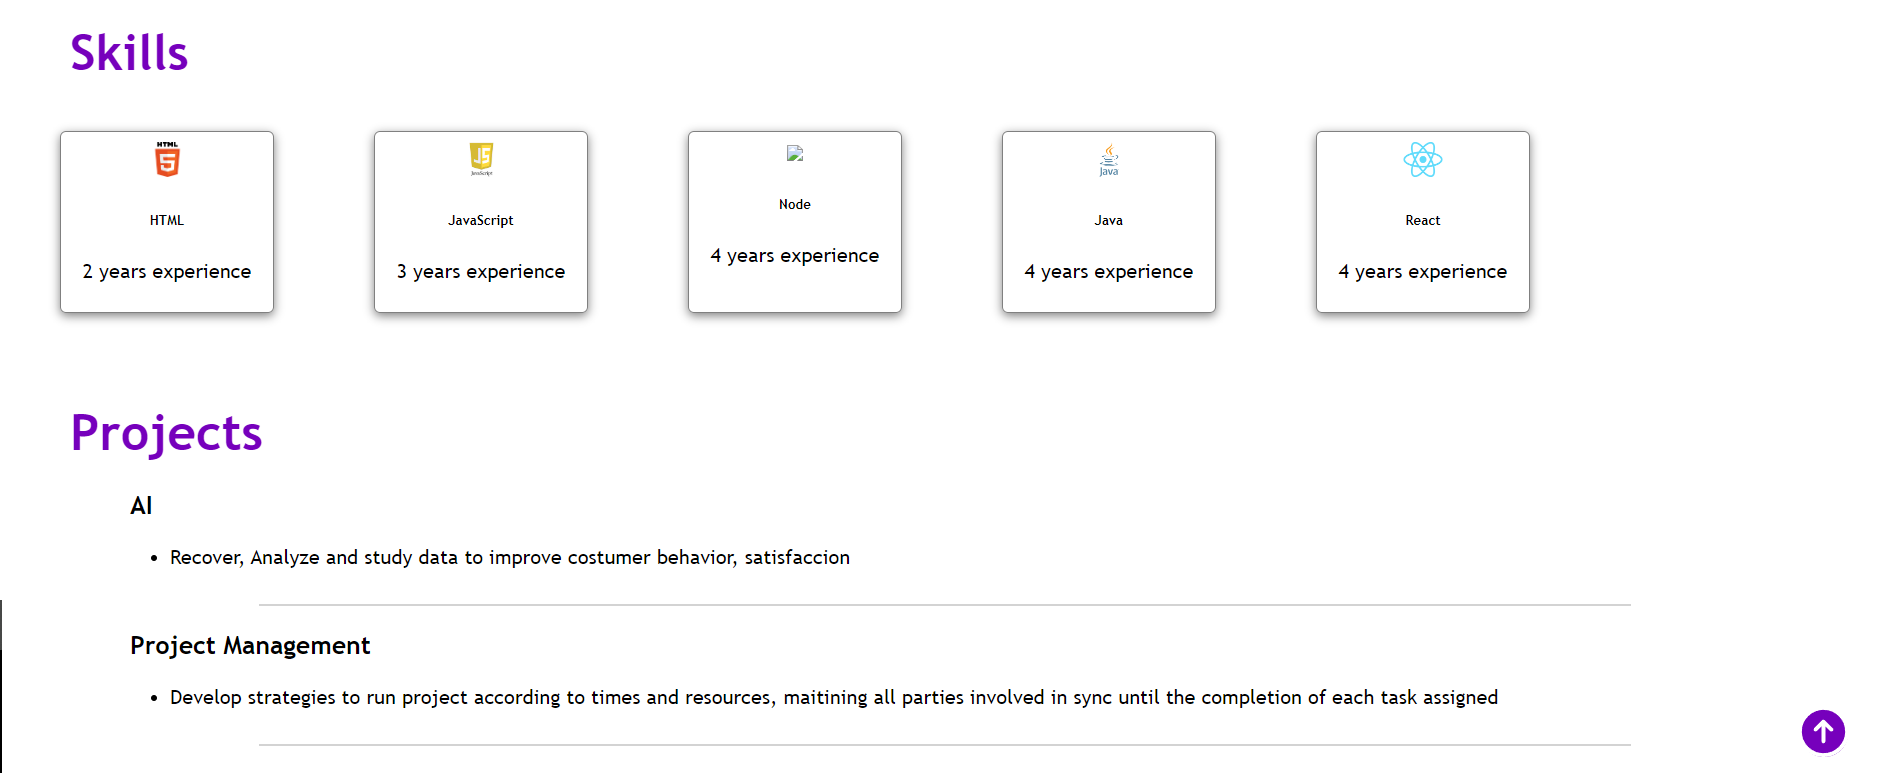 Skills
HTML
5
HTML
2 years experience
JS
JavaScript
JavaScript
3 years experience
Node
4 years experience
Java
Java
4 years experience
React
4 years experience
Projects
AI
• Recover, Analyze and study data to improve costumer behavior, satisfaccion
Project Management
• Develop strategies to run project according to times and resources, maitining all parties involved in sync until the completion of each task assigned